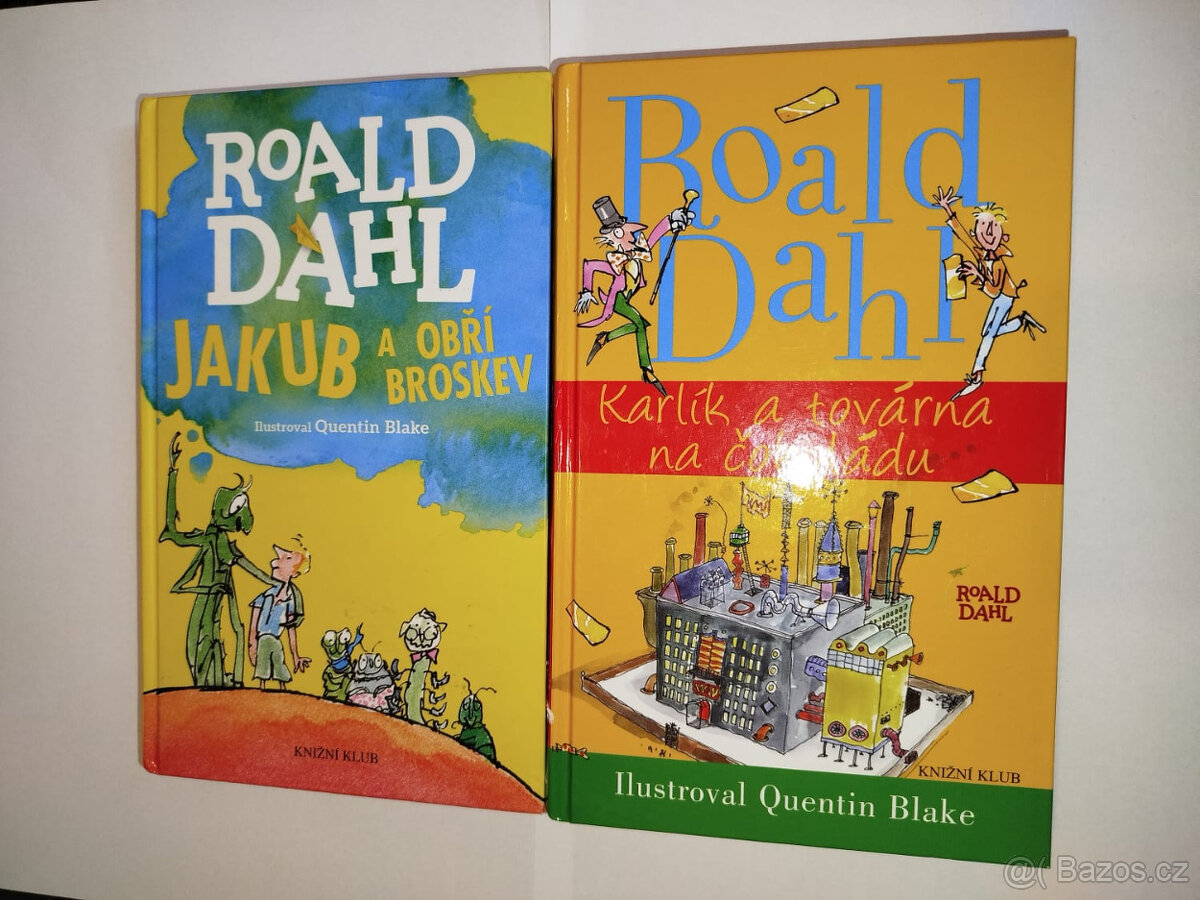 ROALD
DAHL
JAKUB A OBŘÍ
BROSKEV
Ilustroval Quentin Blake
KNIŽNÍ KLUB
Roald
Dahl
Karlík a továrna
na čokoládu
ROALD
DAHL
KNIŽNÍ KLUB
Ilustroval Quentin Blake
@( Bazos.cz